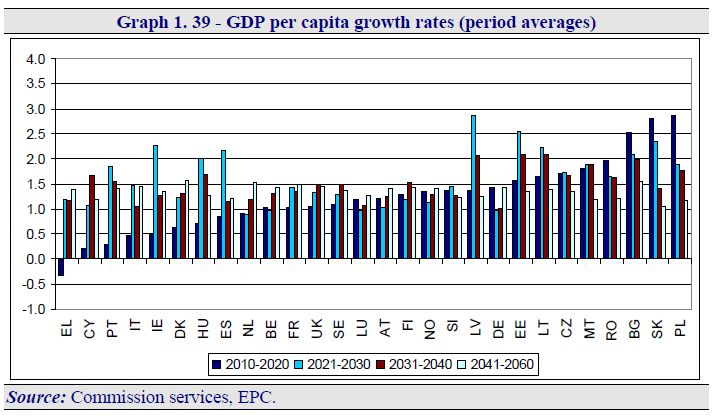 Graph 1. 39 - GDP per capita growth rates (period averages)
4.0
3.5
3.0
2.5
2.0
1.5
1.0
0.5
0.0
-0.5
-1.0
EL CY PT IT IE DK HU ES NL BE FR UK SE LU AT FI NO SI LV DE EE LT CZ MT RO BG SK PL
2010-2020 2021-2030 2031-2040 2041-2060
Source: Commission services, EPC.